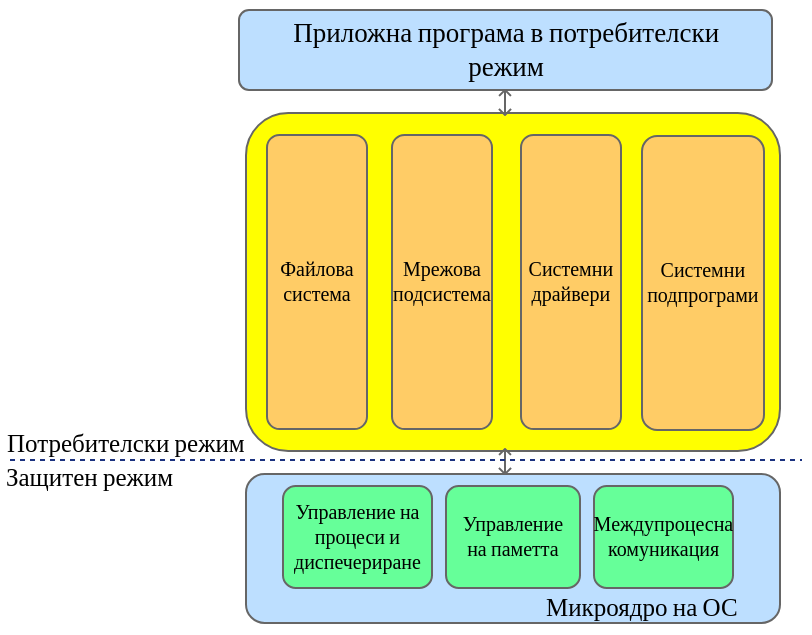 Приложна програма в потребителски
режим
Файлова
система
Мрежова
подсистема
Системни
драйвери
Системни
подпрограми
Потребителски режим
Защитен режим
Управление на
процеси и
диспечериране
Управление
на паметта
Междупроцесна
комуникация
Микроядро на ОС